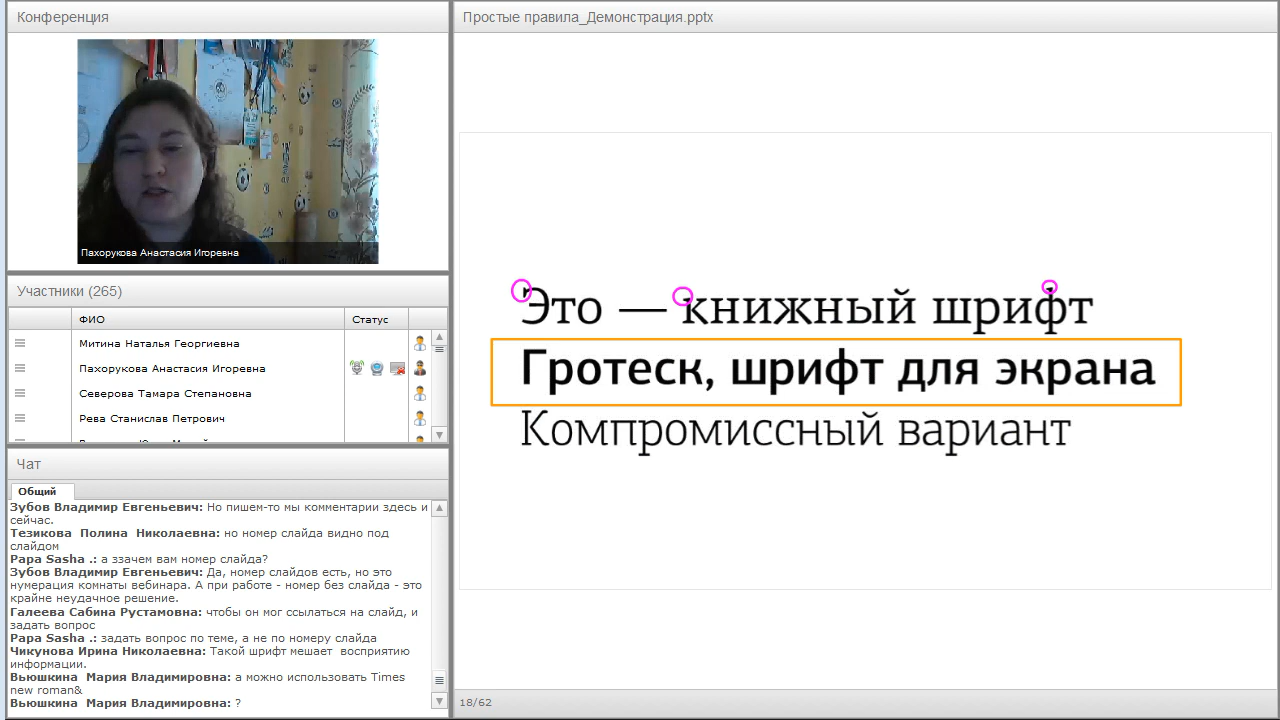 Конференция
Пахорукова Анастасия Игоревна
Участники (265)
ФИО
Статус
Митина Наталья Георгиевна
Пахорукова Анастасия Игоревна
Северова Тамара Степановна
Рева Станислав Петрович
Чат
Общий
Зубов Владимир Евгеньевич: Но пишем-то мы комментарии здесь и
сейчас.
Тезикова Полина Николаевна: но номер слайда видно под
слайдом
Papa Sasha .: а ззачем вам номер слайда?
Зубов Владимир Евгеньевич: Да, номер слайдов есть, но это
нумерация комнаты вебинара. А при работе - номер без слайда - это
крайне неудачное решение.
Галеева Сабина Рустамовна: чтобы он мог ссылаться на слайд, и
задать вопрос
Papa Sasha .: задать вопрос по теме, а не по номеру слайда
Чикунова Ирина Николаевна: Такой шрифт мешает восприятию
информации.
Вьюшкина Мария Владимировна: а можно использовать Times
new roman&
Вьюшкина Мария Владимировна: ?
Простые правила_Демонстрация.pptx
Это — книжный шрифт
Гротеск, шрифт для экрана
Компромиссный вариант
18/62